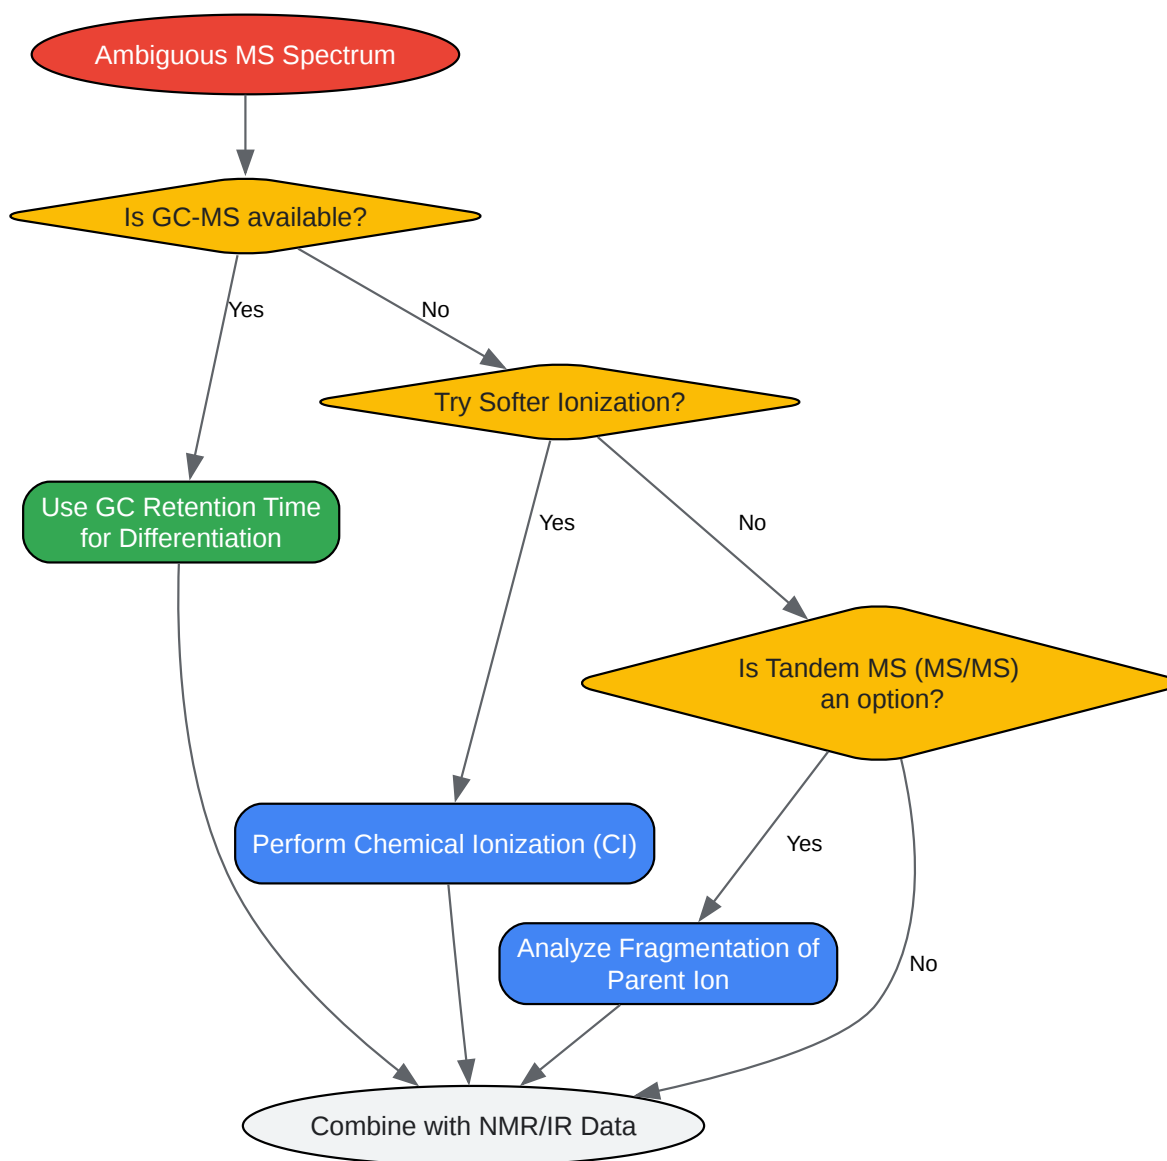 Ambiguous MS Spectrum
Is GC-MS available?
Yes
No
Try Softer Ionization?
Use GC Retention Time
for Differentiation
Yes
No
Is Tandem MS (MS/MS)
an option?
Perform Chemical Ionization (CI)
Yes
Analyze Fragmentation of
Parent Ion
No
Combine with NMR/IR Data